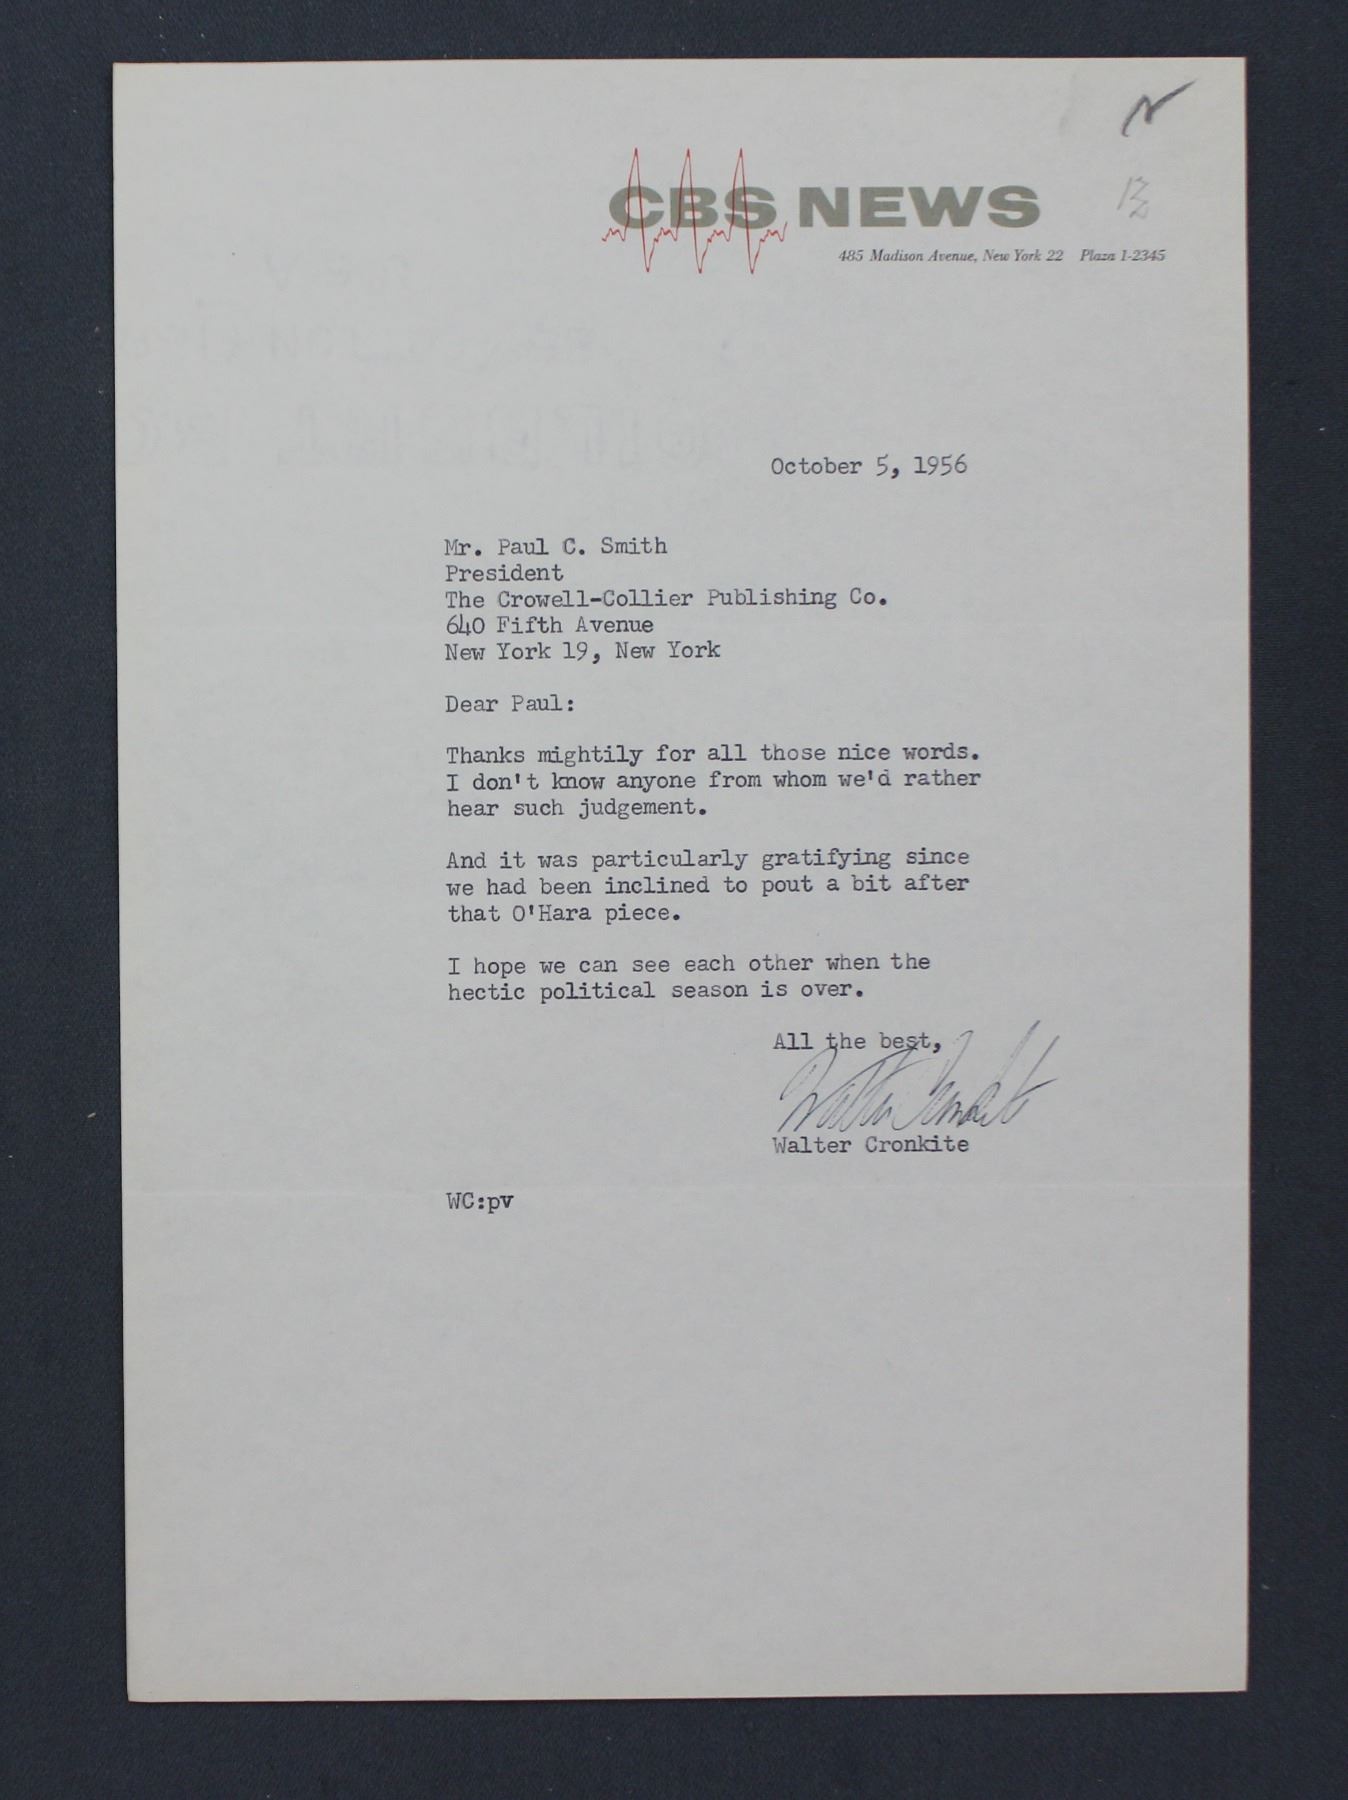 CBS NEWS
485 Madison Avenue, New York 22 Plaza 1-2345
October 5, 1956
Mr. Paul C. Smith
President
The Crowell-Collier Publishing Co.
640 Fifth Avenue
New York 19, New York
Dear Paul:
Thanks mightily for all those nice words.
I don't know anyone from whom we'd rather
hear such judgement.
And it was particularly gratifying since
we had been inclined to pout a bit after
that O'Hara piece.
I hope we can see each other when the
hectic political season is over.
All the best,
Walter Cronkite
Walter Cronkite
WC:pv